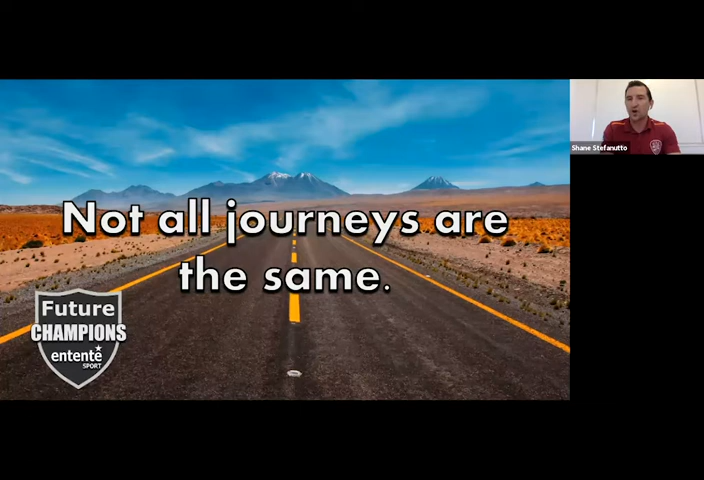 Shane Stefanutto
Not all journeys are
the same.
Future
CHAMPIONS
entente
SPORT